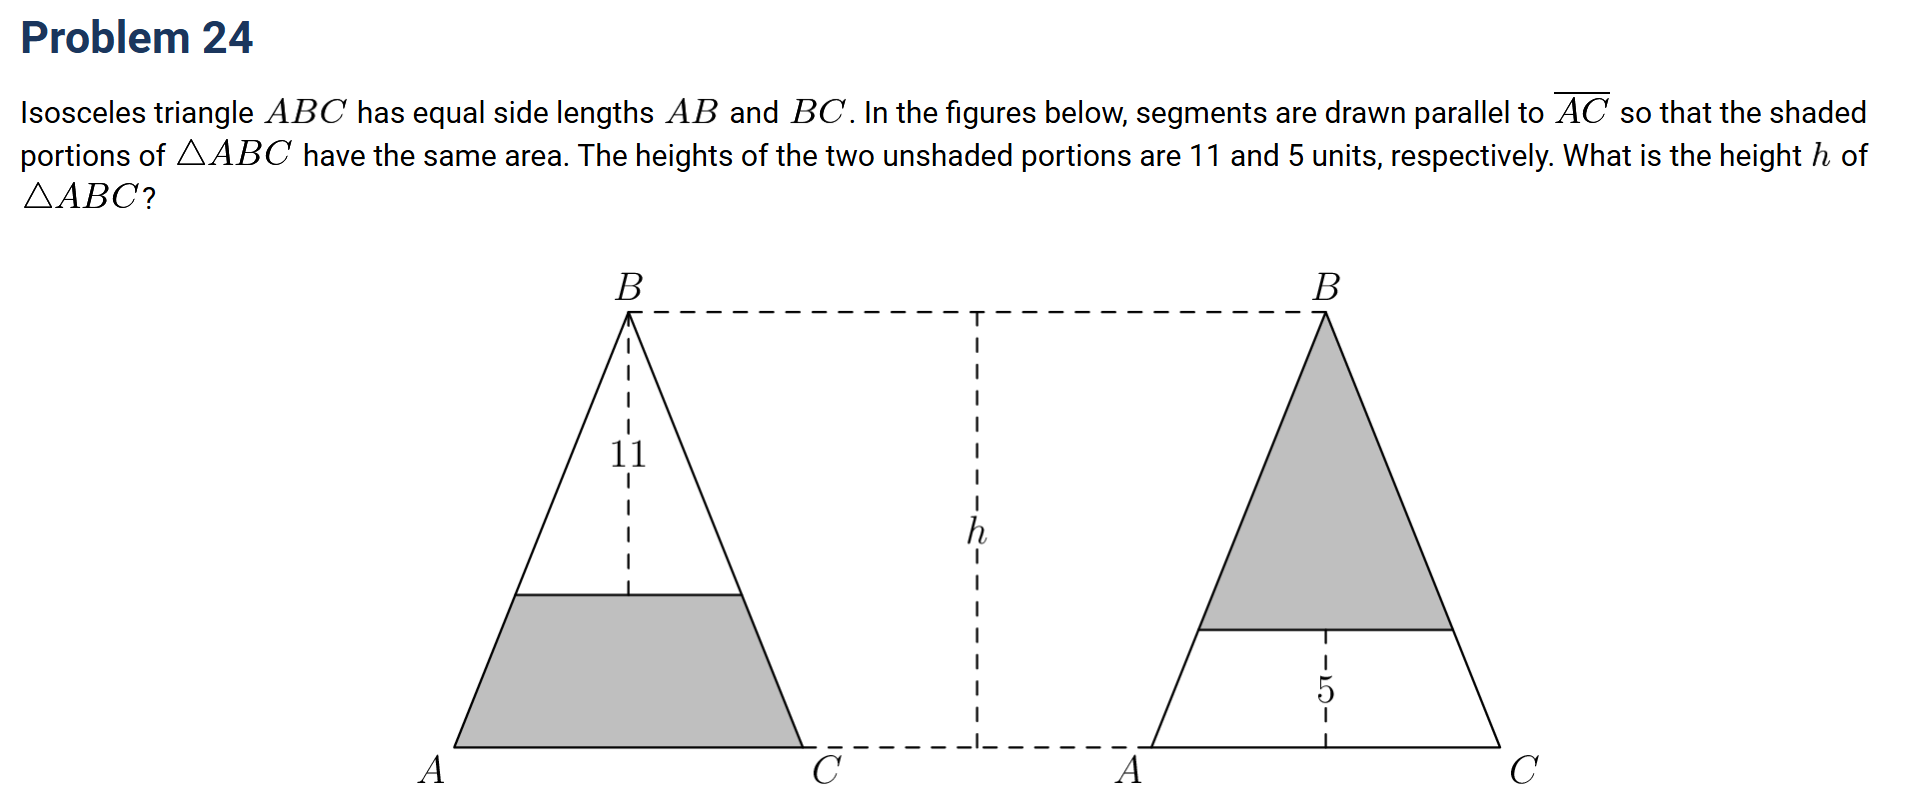 Problem 24
Isosceles triangle ABC has equal side lengths AB and BC. In the figures below, segments are drawn parallel to \overline{AC} so that the shaded
portions of △ABC have the same area. The heights of the two unshaded portions are 11 and 5 units, respectively. What is the height h of
△ABC?
B B
11
h
5
A C A C